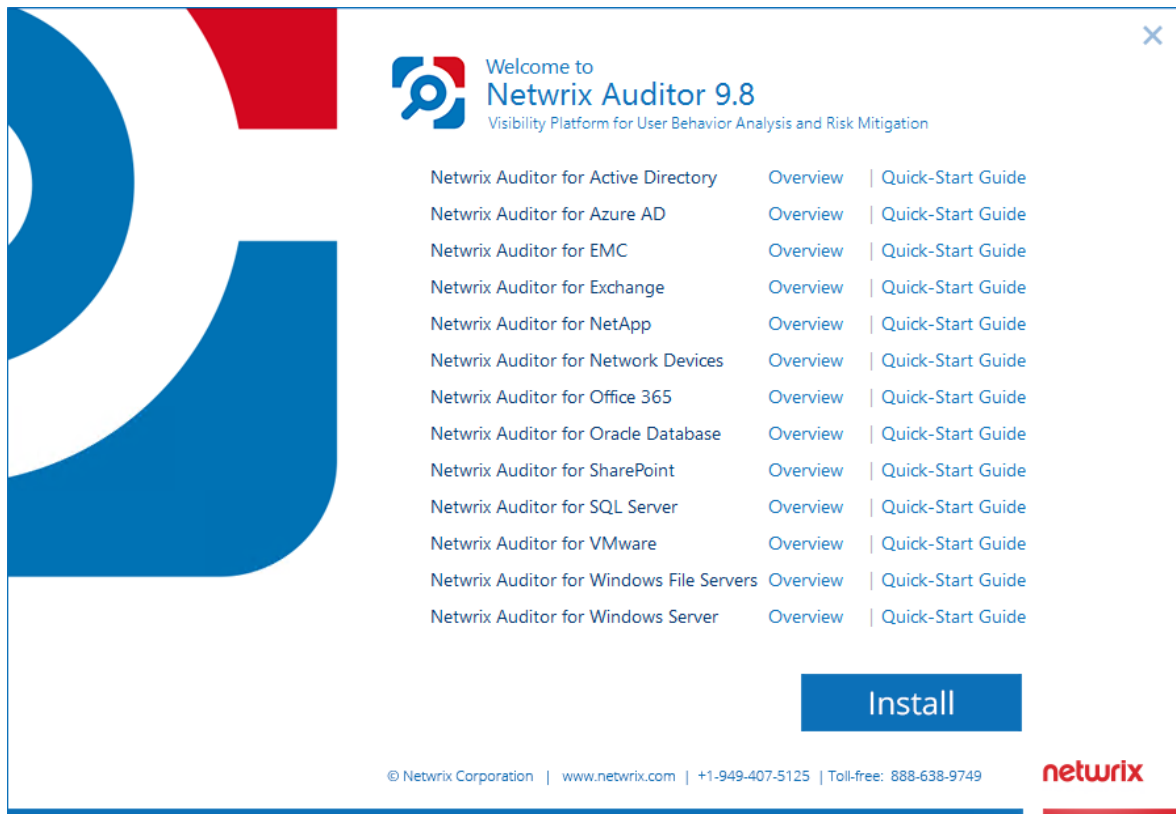 Welcome to
Netwrix Auditor 9.8
Visibility Platform for User Behavior Analysis and Risk Mitigation
Netwrix Auditor for Active Directory Overview | Quick-Start Guide
Netwrix Auditor for Azure AD Overview | Quick-Start Guide
Netwrix Auditor for EMC Overview | Quick-Start Guide
Netwrix Auditor for Exchange Overview | Quick-Start Guide
Netwrix Auditor for NetApp Overview | Quick-Start Guide
Netwrix Auditor for Network Devices Overview | Quick-Start Guide
Netwrix Auditor for Office 365 Overview | Quick-Start Guide
Netwrix Auditor for Oracle Database Overview | Quick-Start Guide
Netwrix Auditor for SharePoint Overview | Quick-Start Guide
Netwrix Auditor for SQL Server Overview | Quick-Start Guide
Netwrix Auditor for VMware Overview | Quick-Start Guide
Netwrix Auditor for Windows File Servers Overview | Quick-Start Guide
Netwrix Auditor for Windows Server Overview | Quick-Start Guide
Install
© Netwrix Corporation | www.netwrix.com | +1-949-407-5125 | Toll-free: 888-638-9749
netwrix